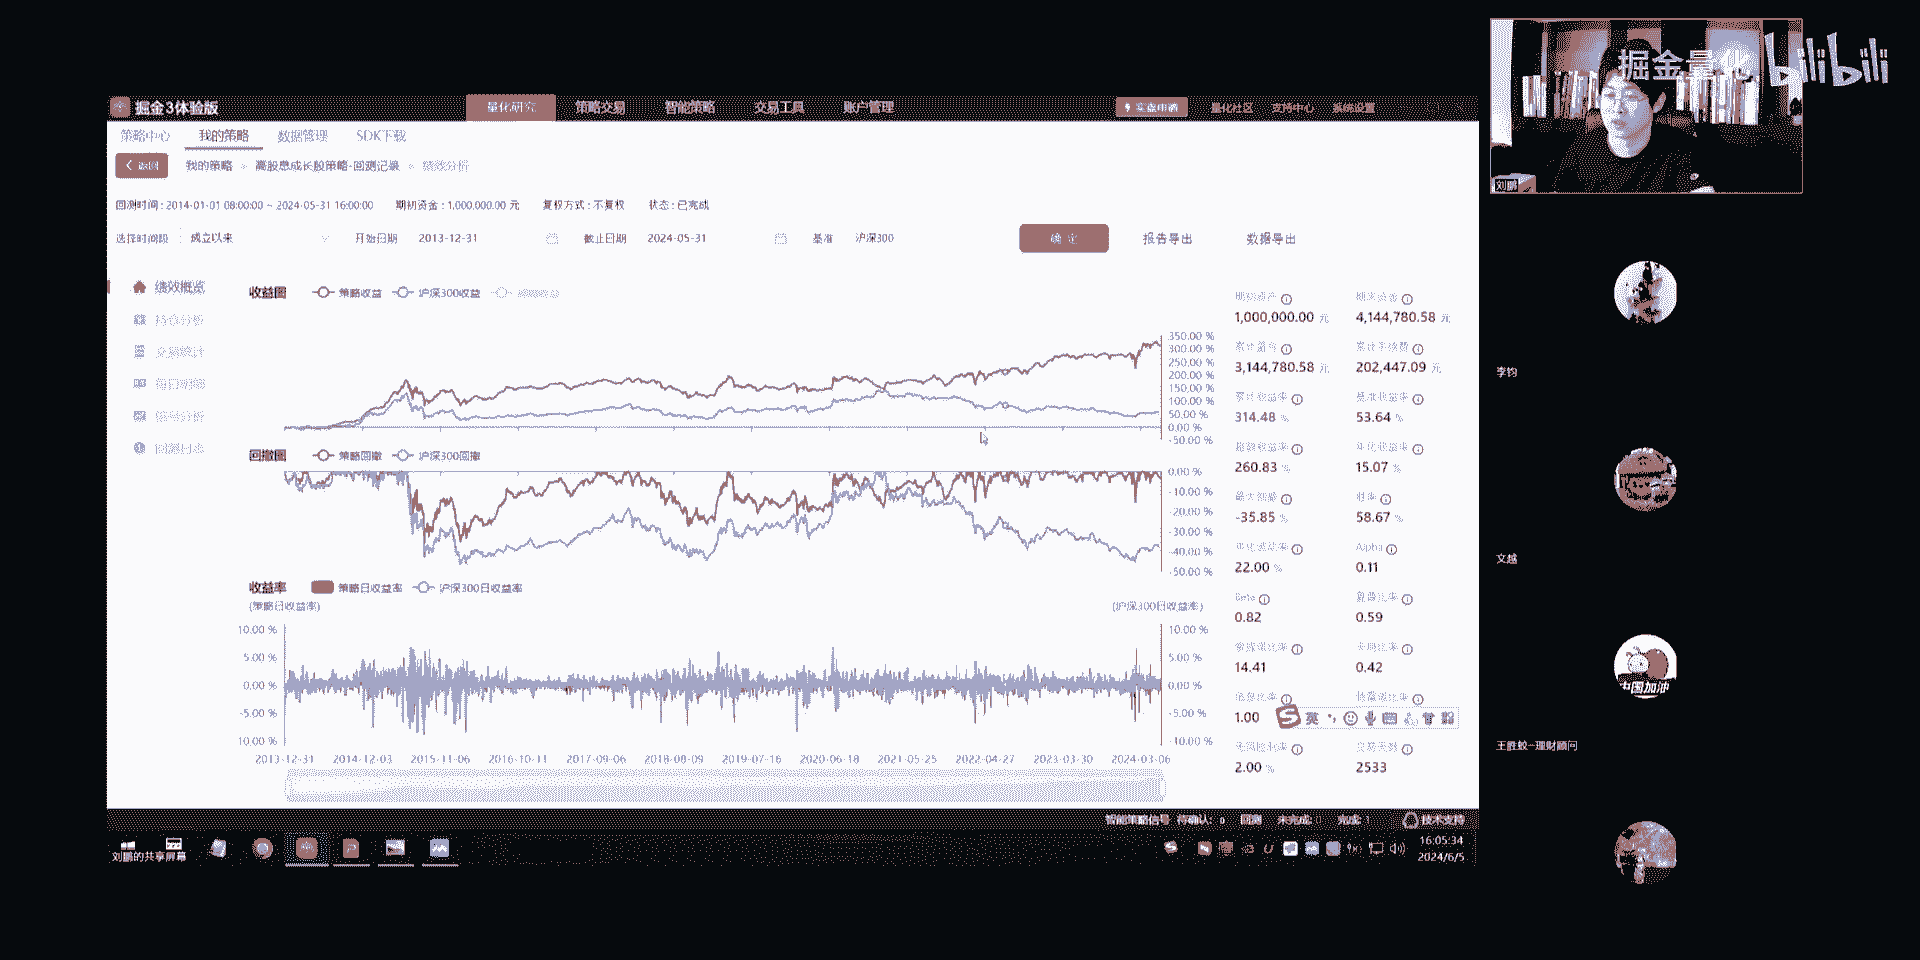 掘金量化 bilibili
掘金3体验版 量化研究 策略交易 智能策略 交易工具 账户管理 实盘申请 量化社区 支持中心 系统设置
策略中心 我的策略 数据管理 SDK下载
返回 我的策略 > 高股息成长股策略-回测记录 > 绩效分析
刘鹏
回测时间 : 2014-01-01 08:00:00 ~ 2024-05-31 16:00:00 期初资金 : 1,000,000.00 元 复权方式 : 不复权 状态 : 已完成
选择时间段 成立以来 开始日期 2013-12-31 截止日期 2024-05-31 基准 沪深300 确 定 报告导出 数据导出
绩效概览
持仓分析
交易统计
每日明细
回测日志
收益图 策略收益 沪深300收益
350.00 %
300.00 %
250.00 %
200.00 %
150.00 %
100.00 %
50.00 %
0.00 %
-50.00 %
回撤图 策略回撤 沪深300回撤
0.00 %
-10.00 %
-20.00 %
-30.00 %
-40.00 %
-50.00 %
收益率 策略日收益率 沪深300日收益率
(策略日收益率) (沪深300日收益率)
10.00 % 10.00 %
5.00 % 5.00 %
0.00 % 0.00 %
-5.00 % -5.00 %
10.00 % -10.00 %
2013-12-31 2014-12-03 2015-11-06 2016-10-11 2017-09-06 2018-08-09 2019-07-16 2020-06-18 2021-05-25 2022-04-27 2023-03-30 2024-03-06
期初资产 期末资产
1,000,000.00 元 4,144,780.58 元
累计盈亏 累计手续费
3,144,780.58 元 202,447.09 元
累计收益率 基准收益率
314.48 % 53.64 %
超额收益率 年化收益率
260.83 % 15.07 %
最大回撤 胜率
-35.85 % 58.67 %
年化波动率 Alpha
22.00 % 0.11
Beta 夏普比率
0.82 0.59
14.41 0.42
信息比率
1.00 英
无风险利率 交易天数
2.00 % 2533
智能策略信号 待确认: 0 回测 未完成: 0 完成: 1 技术支持
刘鹏的共享屏幕
16:05:34
2024/6/5
李钧
文越
中国加油
王胜蛟--理财顾问